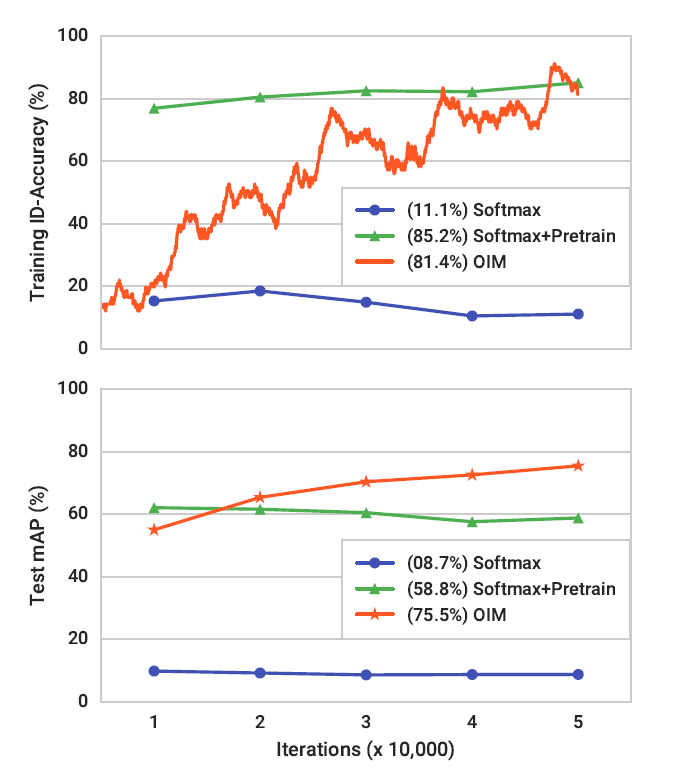 100
80
60
40
20
0
Training ID-Accuracy (%)
(11.1%) Softmax
(85.2%) Softmax+Pretrain
(81.4%) OIM
100
80
60
40
20
0
Test mAP (%)
(08.7%) Softmax
(58.8%) Softmax+Pretrain
(75.5%) OIM
1 2 3 4 5
Iterations (x 10,000)